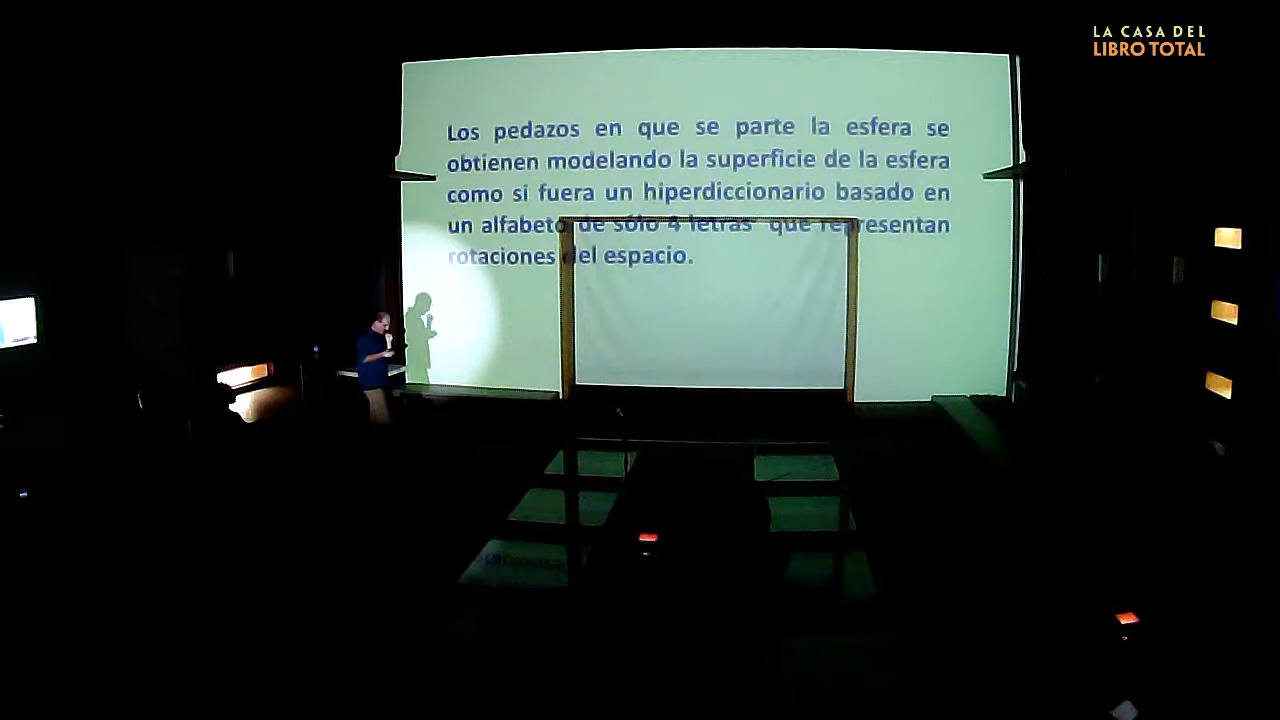 LA CASA DEL
LIBRO TOTAL
Los pedazos en que se parte la esfera se
obtienen modelando la superficie de la esfera
como si fuera un hiperdiccionario basado en
un alfabeto de sólo 4 letras que representan
rotaciones del espacio.